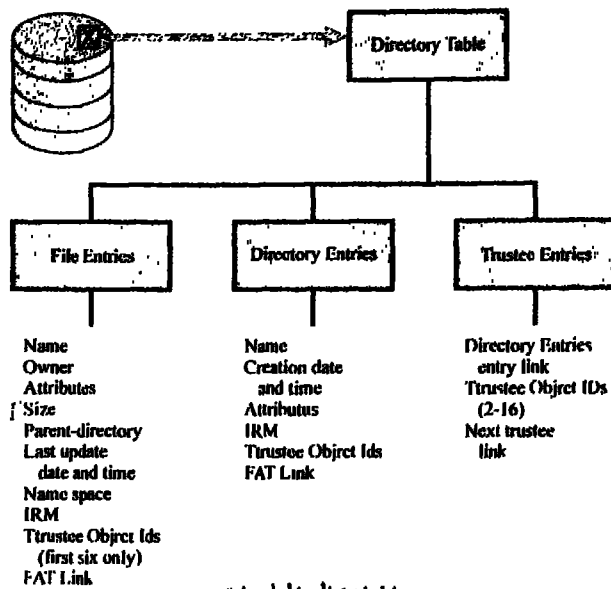 Directory Table
File Entries
Directory Entries
Trustee Entries
Name
Owner
Attributes
Size
Parent-directory
Last update
date and time
Name space
IRM
Ttrustee Objrct Ids
(first six only)
FAT Link
Name
Creation date
and time
Attributus
IRM
Ttrustee Objrct Ids
FAT Link
Directory Entries
entry link
Ttrustee Objrct IDs
(2-16)
Next trustee
link